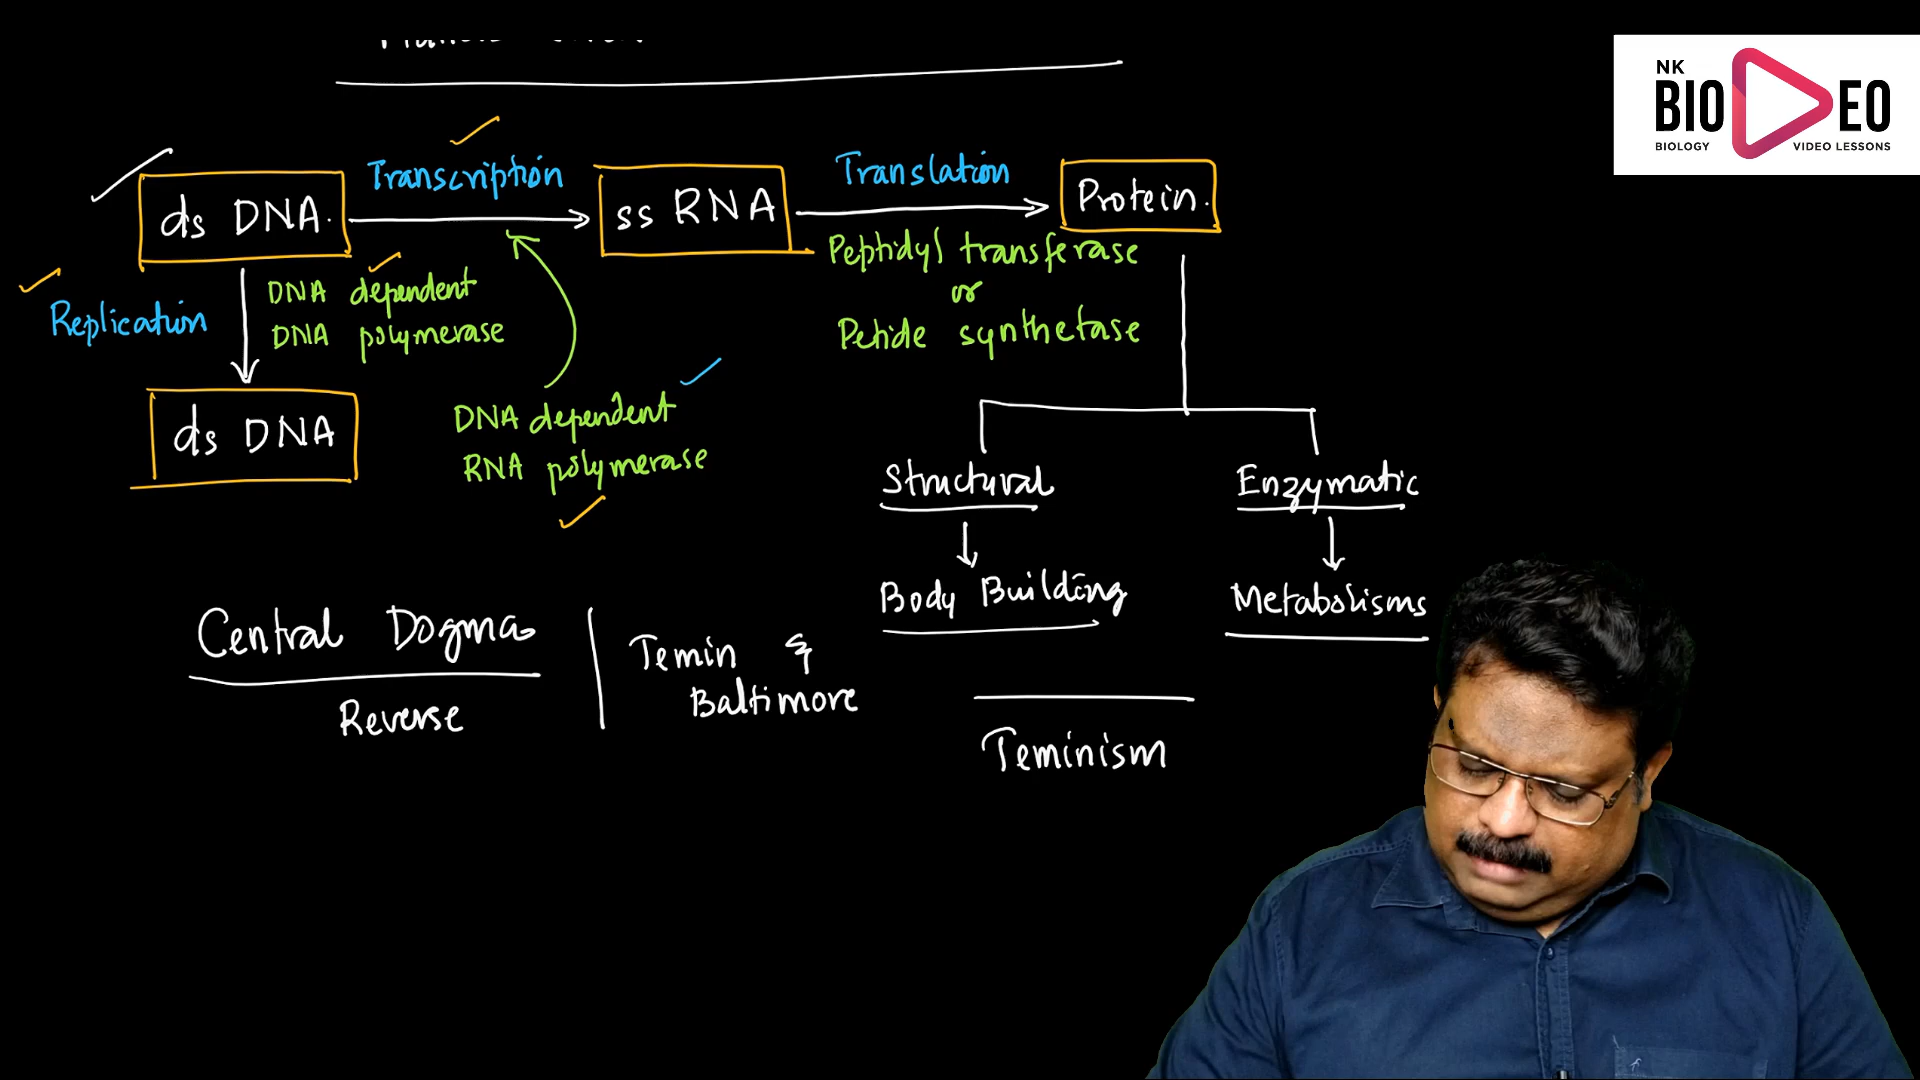 NK
BIO EO
BIOLOGY VIDEO LESSONS
Transcription
Translation
ds DNA.
ss RNA
Protein.
Replication
DNA dependent
DNA polymerase
Peptidyl transferase
or
Petide synthetase
ds DNA
DNA dependent
RNA polymerase
Structural
Enzymatic
Body Building
Metabolisms
Central Dogma
Reverse
Temin &
Baltimore
Teminism